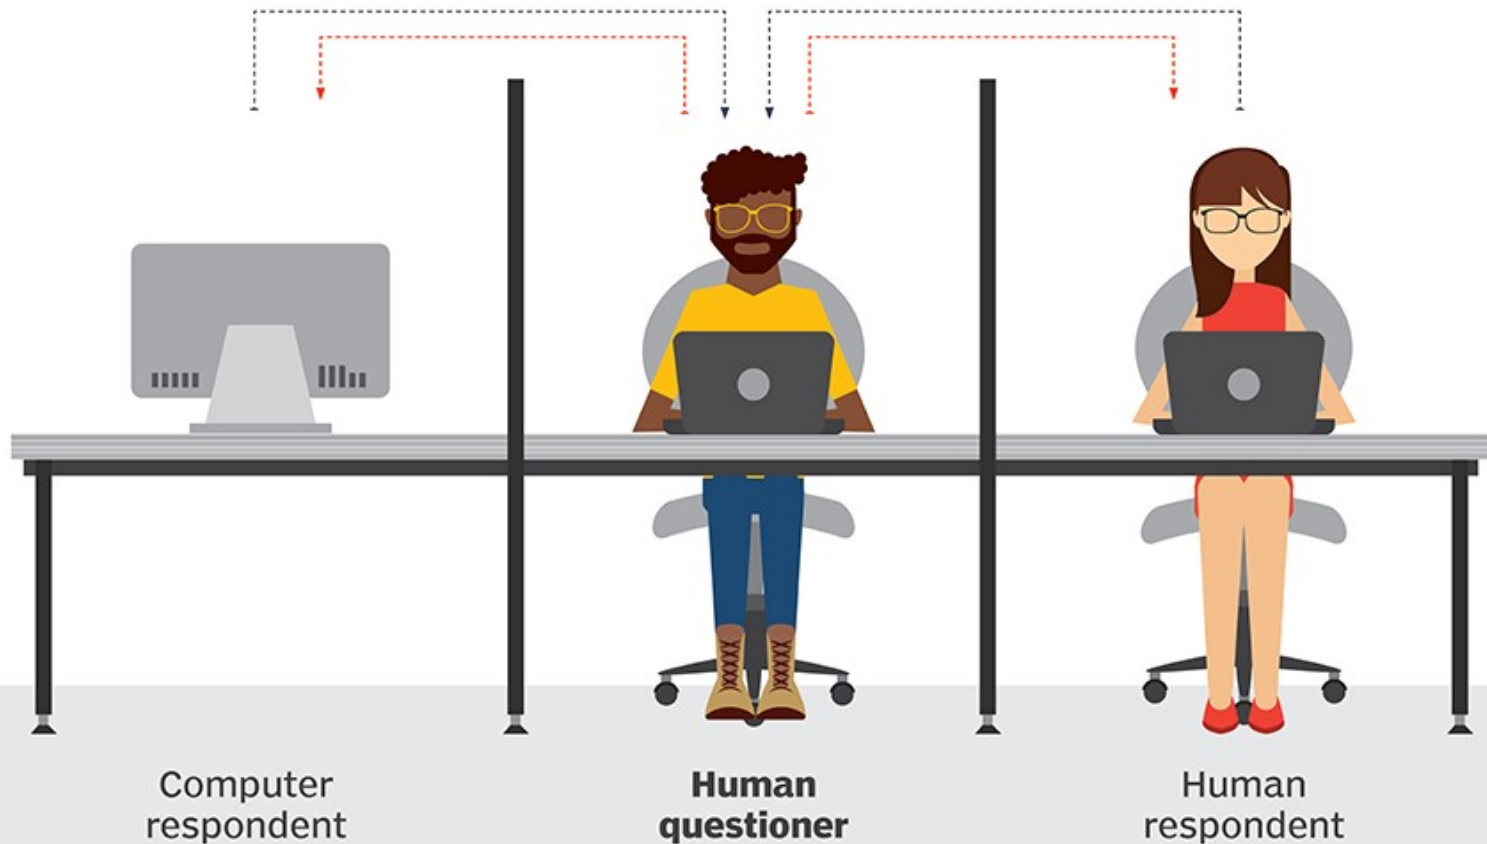 Computer
respondent
Human
questioner
Human
respondent